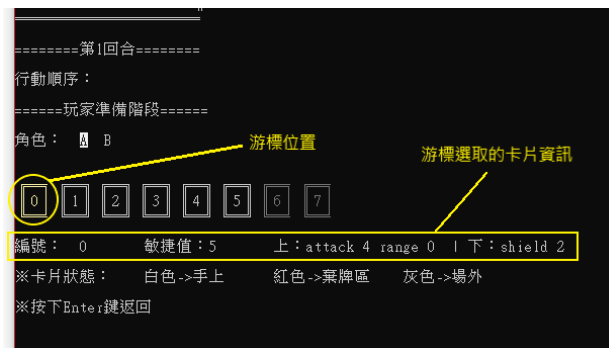 ========第1回合========
行動順序：
======玩家準備階段======
角色： A B
游標位置
游標選取的卡片資訊
0 1 2 3 4 5 6 7
編號： 0 敏捷值：5 上：attack 4 range 0 | 下：shield 2
※卡片狀態： 白色->手上 紅色->棄牌區 灰色->場外
※按下Enter鍵返回